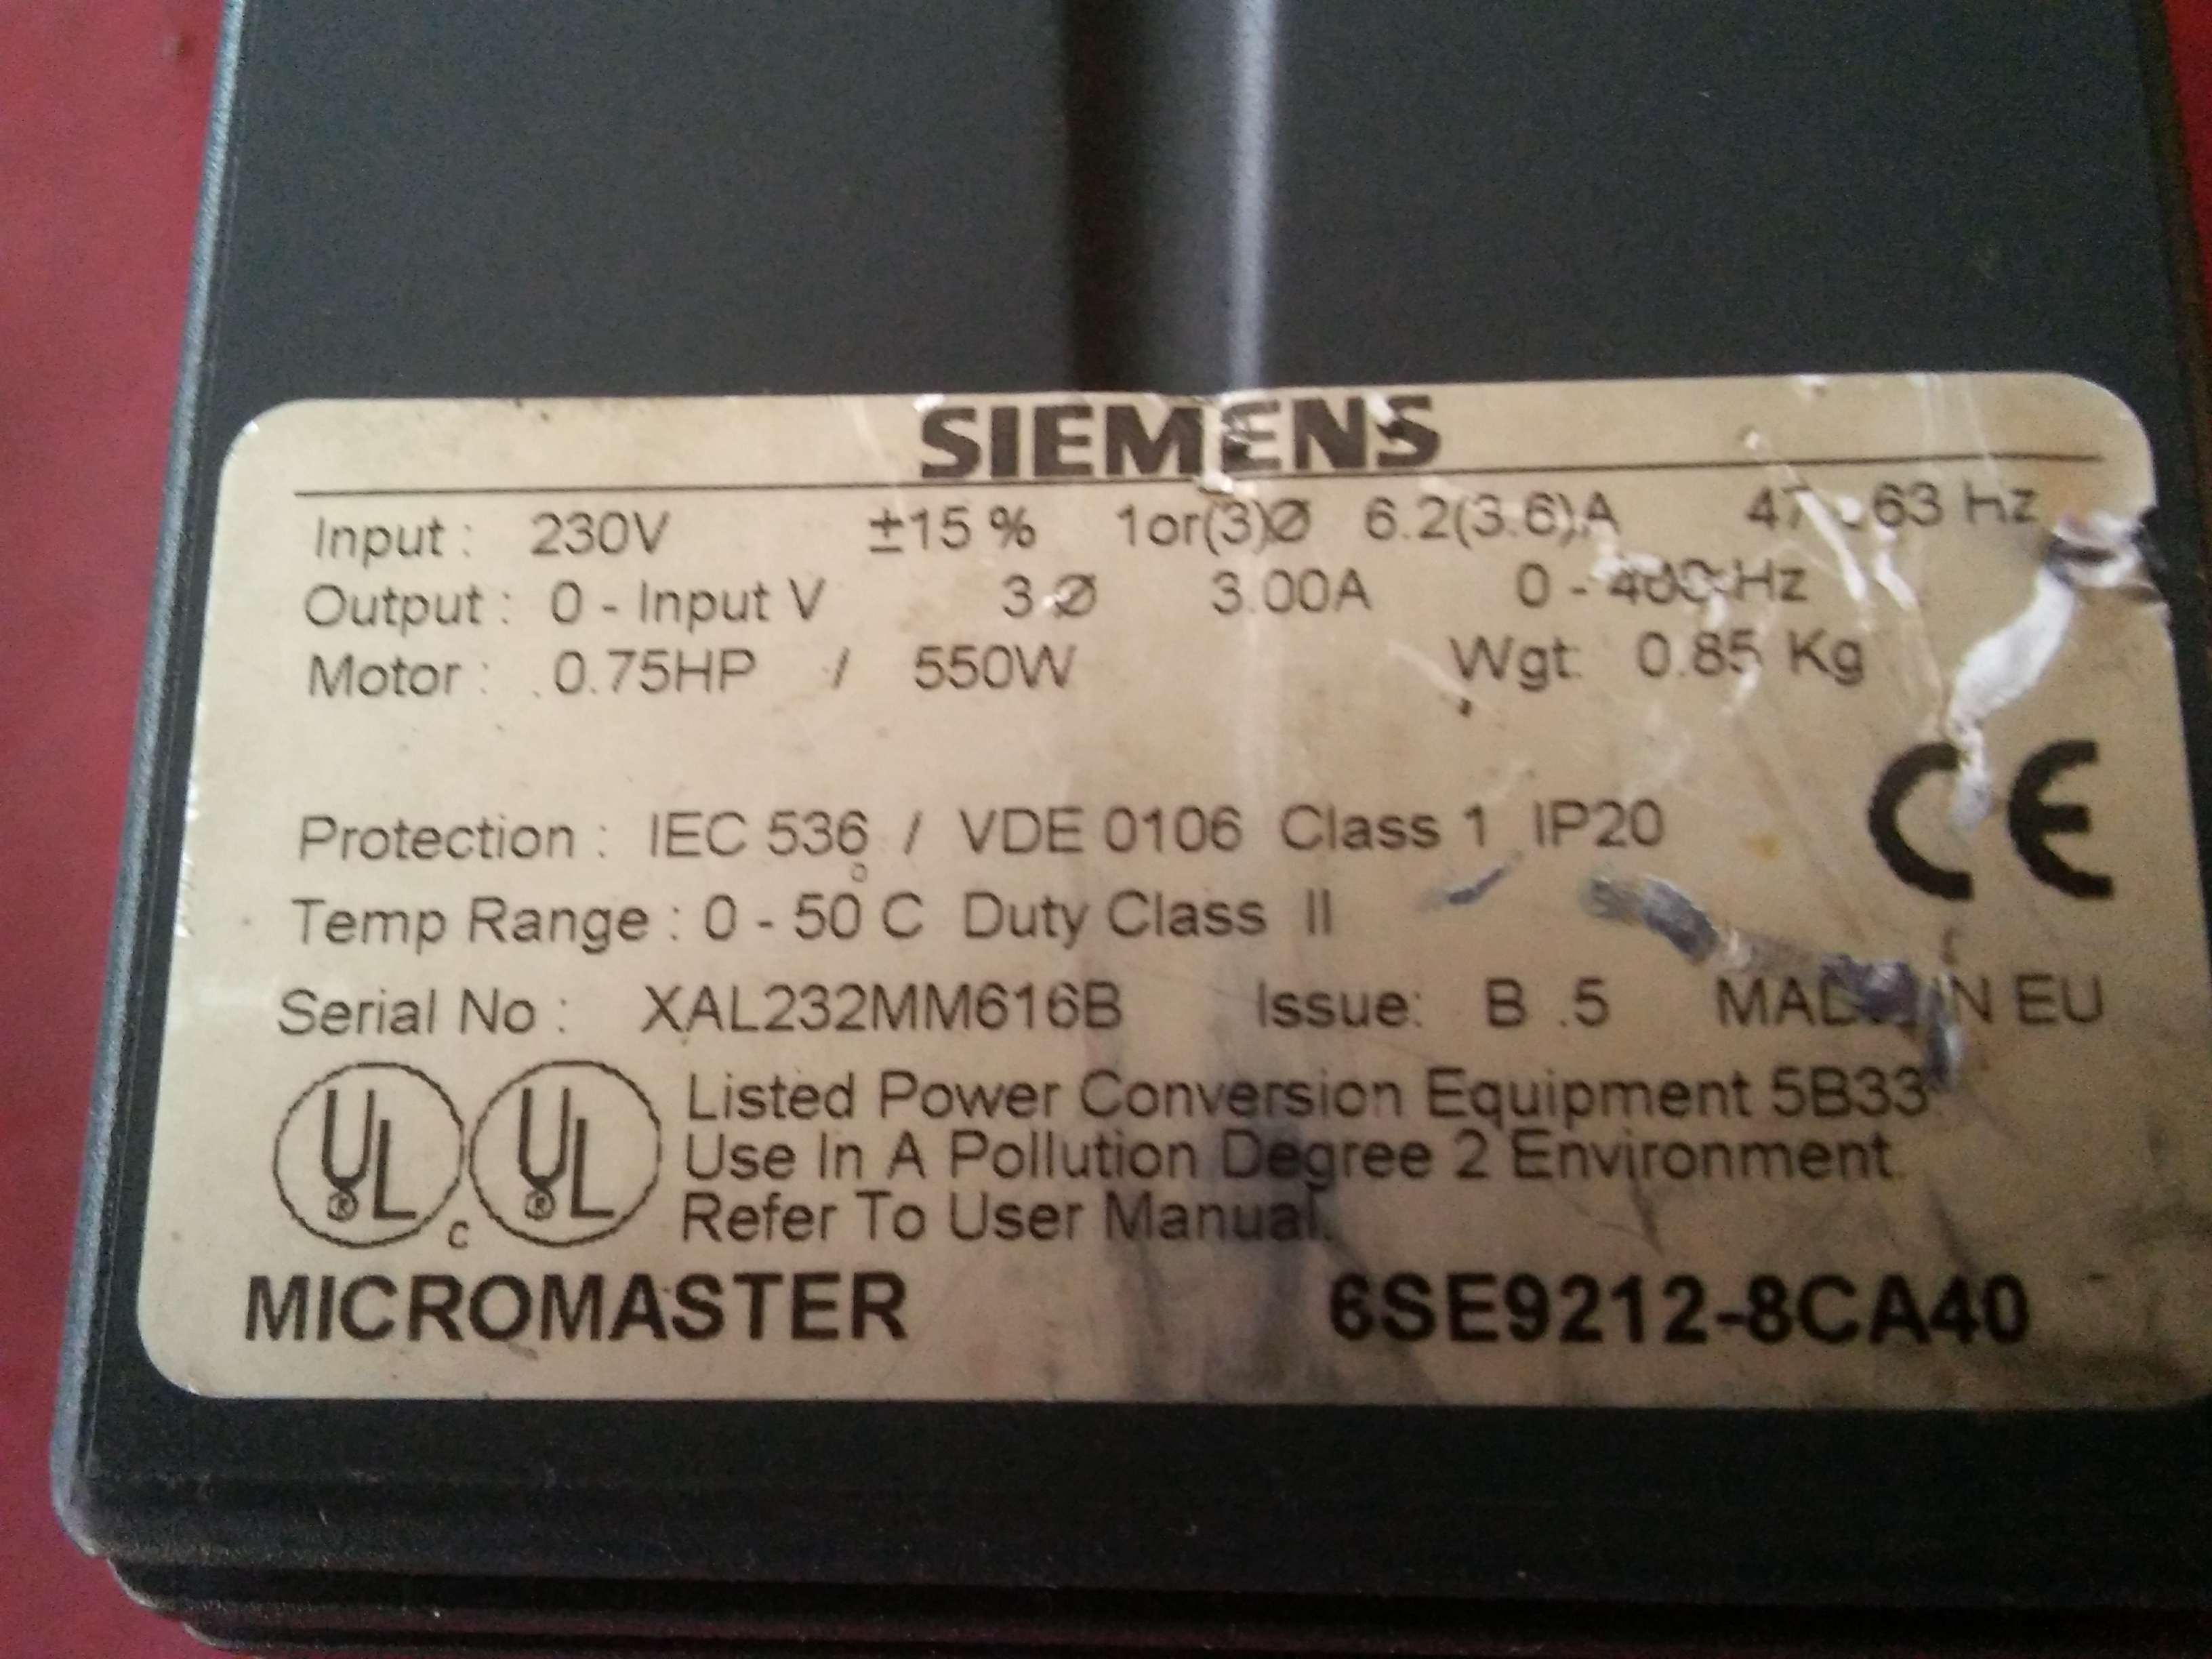 SIEMENS
Input : 230V ±15 % 1or(3)Ø 6.2(3.6)A 47 - 63 hz
Output : 0 - Input V 3 Ø 3.00A 0 - 400 Hz
Motor : 0.75HP / 550W Wgt: 0.85 Kg
CE
Protection : IEC 536 / VDE 0106 Class 1 IP20
Temp Range : 0 - 50°C Duty Class II
Serial No : XAL232MM616B Issue: B .5 MADE IN EU
UL c UL
Listed Power Conversion Equipment 5B33
Use In A Pollution Degree 2 Environment.
Refer To User Manual.
MICROMASTER 6SE9212-8CA40